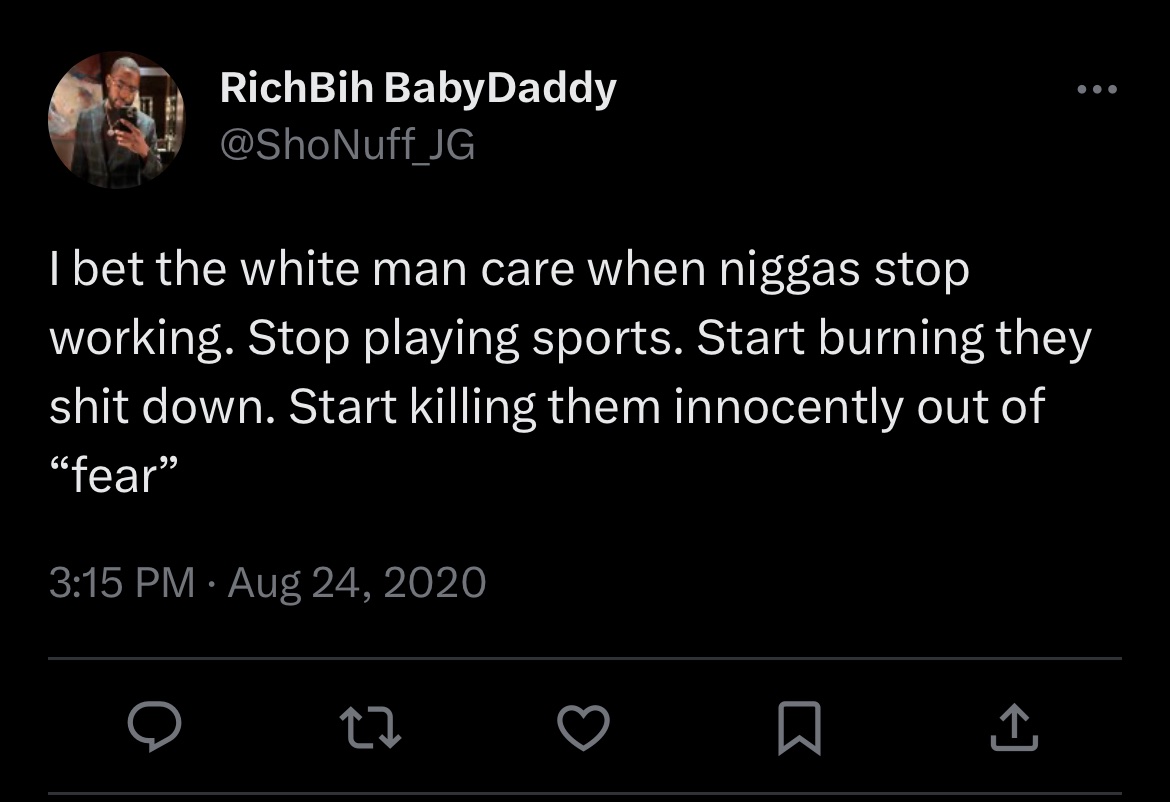 RichBih BabyDaddy
@ShoNuff_JG
I bet the white man care when niggas stop
working. Stop playing sports. Start burning they
shit down. Start killing them innocently out of
“fear”
3:15 PM · Aug 24, 2020